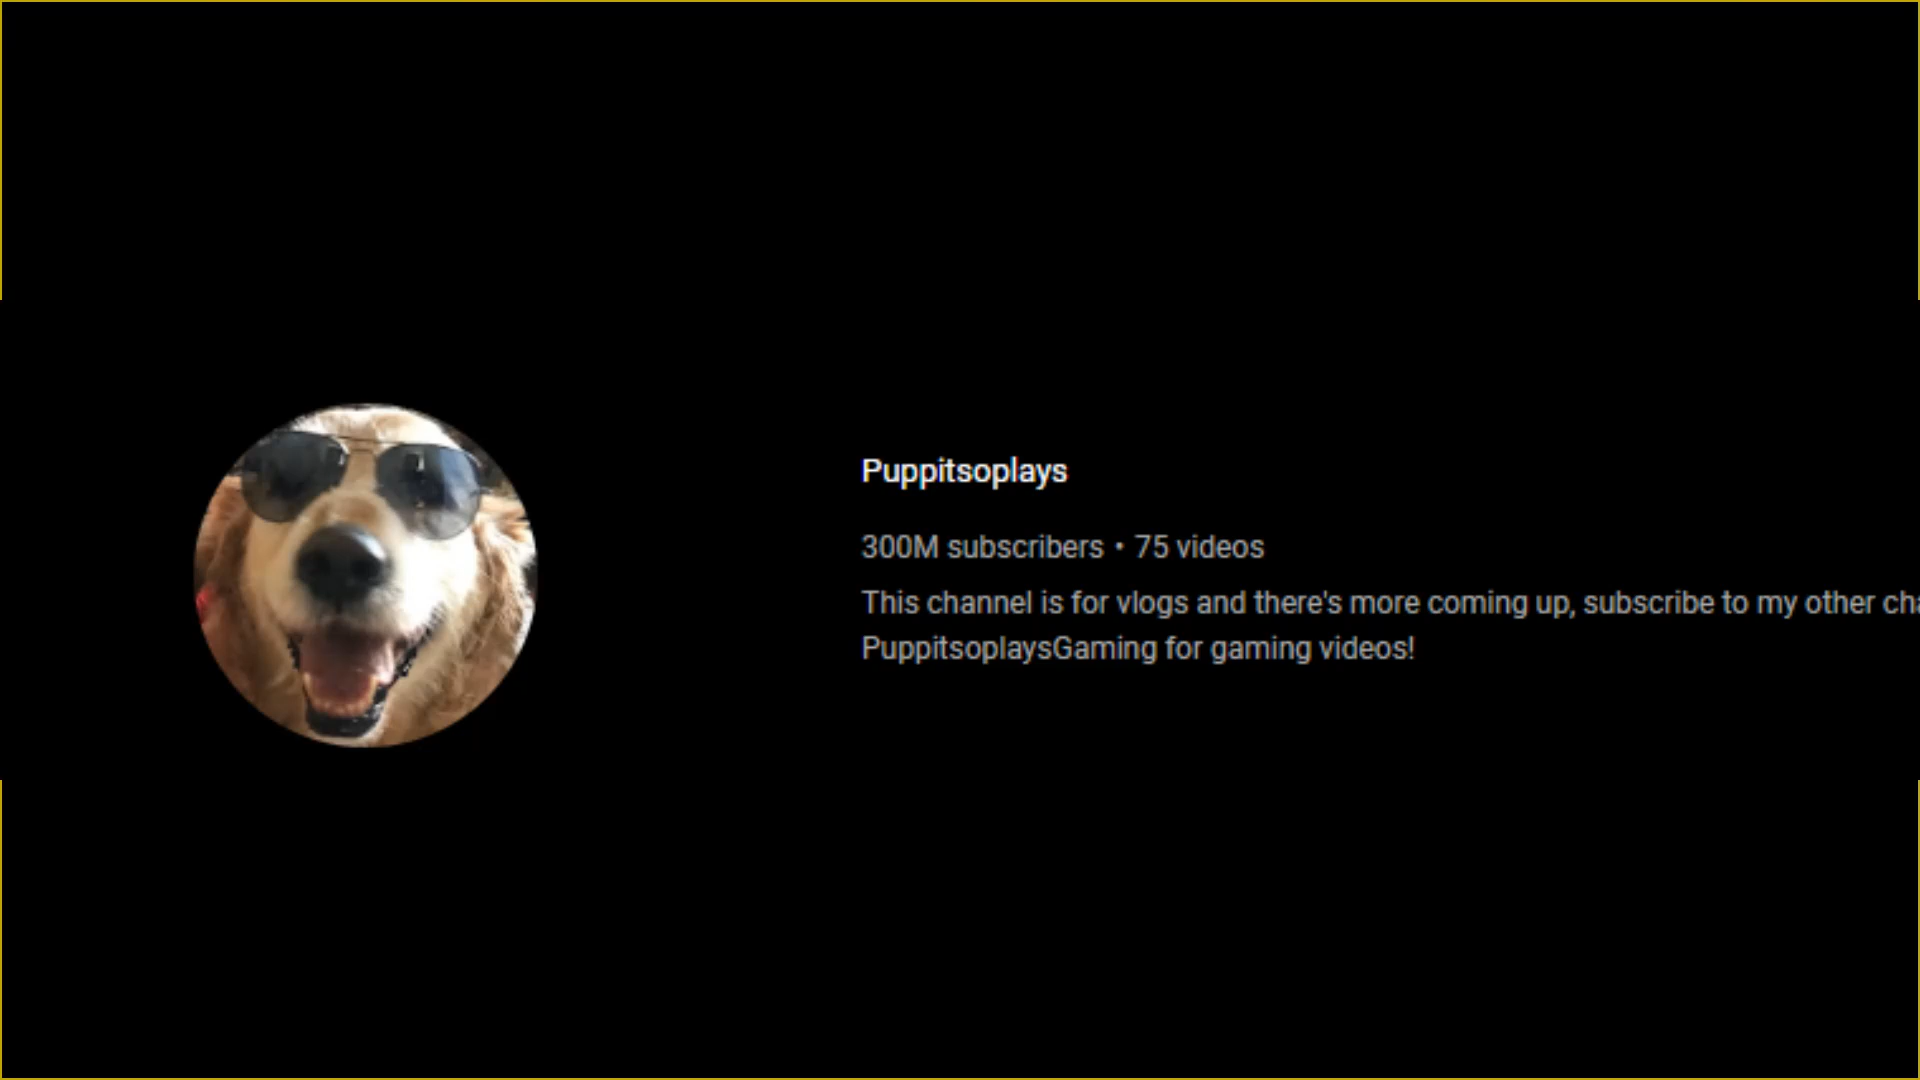 Puppitsoplays
300M subscribers • 75 videos
This channel is for vlogs and there's more coming up, subscribe to my other
PuppitsoplaysGaming for gaming videos!